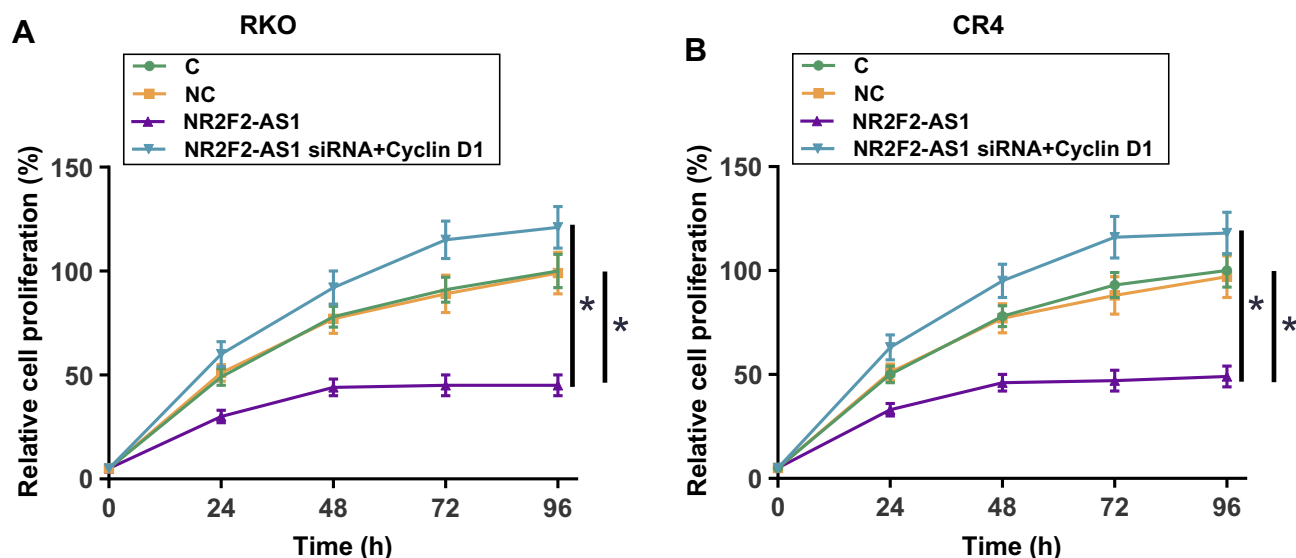 A
RKO
C
NC
NR2F2-AS1
NR2F2-AS1 siRNA+Cyclin D1
Relative cell proliferation (%)
150
100
50
0
*
*
0 24 48 72 96
Time (h)
B
CR4
C
NC
NR2F2-AS1
NR2F2-AS1 siRNA+Cyclin D1
Relative cell proliferation (%)
150
100
50
0
*
*
0 24 48 72 96
Time (h)